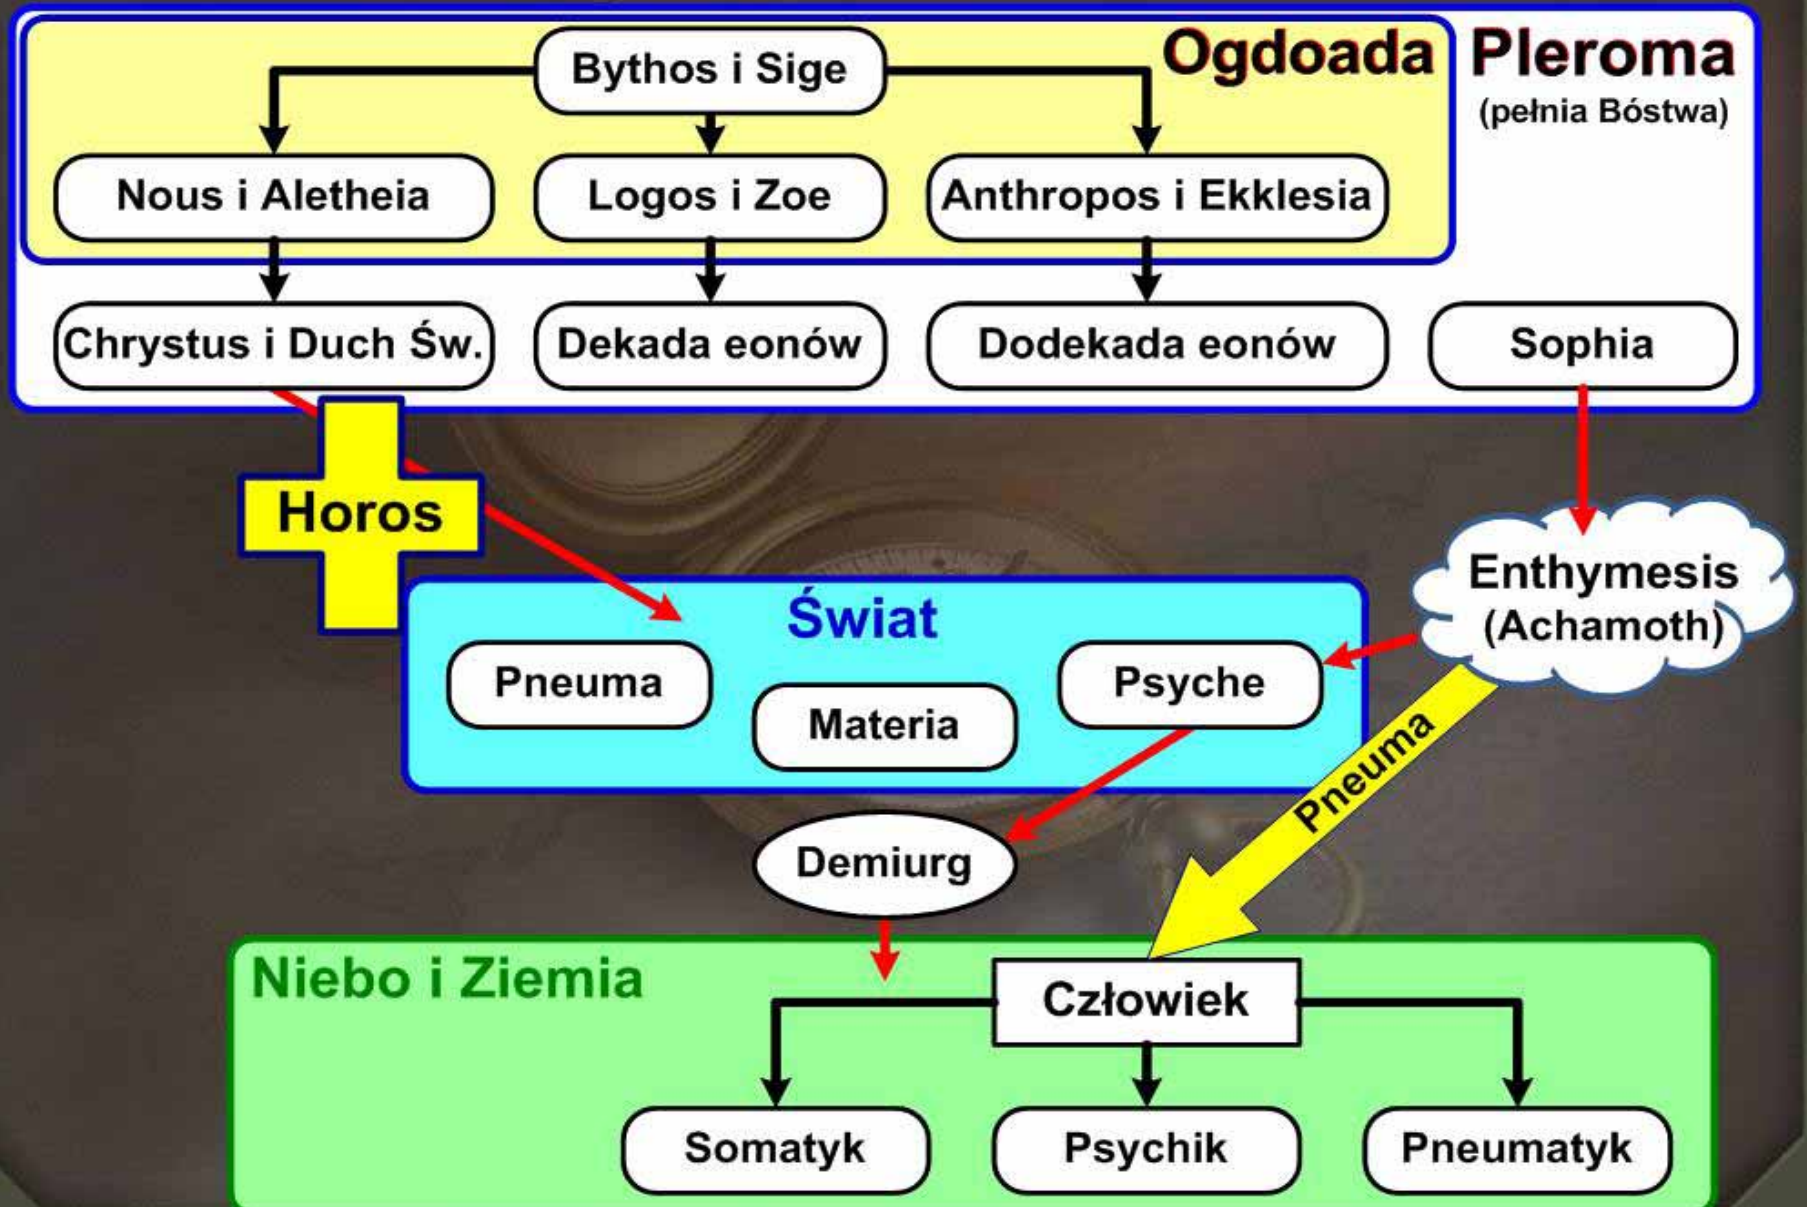 Bythos i Sige
Ogdoada
Pleroma
(pełnia Bóstwa)
Nous i Aletheia
Logos i Zoe
Anthropos i Ekklesia
Chrystus i Duch Św.
Dekada eonów
Dodekada eonów
Sophia
Horos
Enthymesis
(Achamoth)
Świat
Pneuma
Materia
Psyche
Pneuma
Demiurg
Niebo i Ziemia
Człowiek
Somatyk
Psychik
Pneumatyk